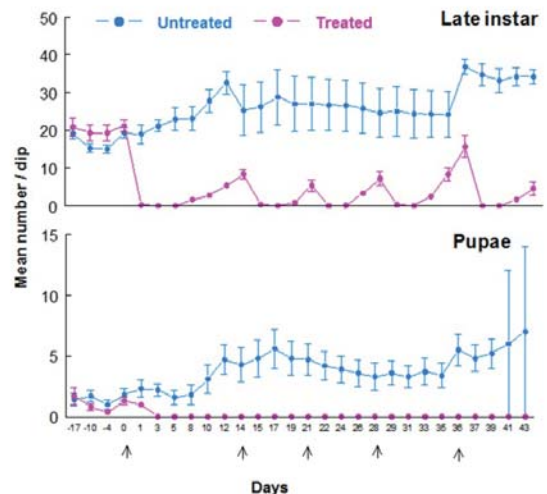 Late instar
Untreated Treated
50
40
30
20
10
0
Mean number / dip
Pupae
15
10
5
0
-17 -10 -4 0 1 3 5 8 10 12 14 15 17 19 21 22 24 26 28 29 31 33 35 36 37 39 41 43
Days